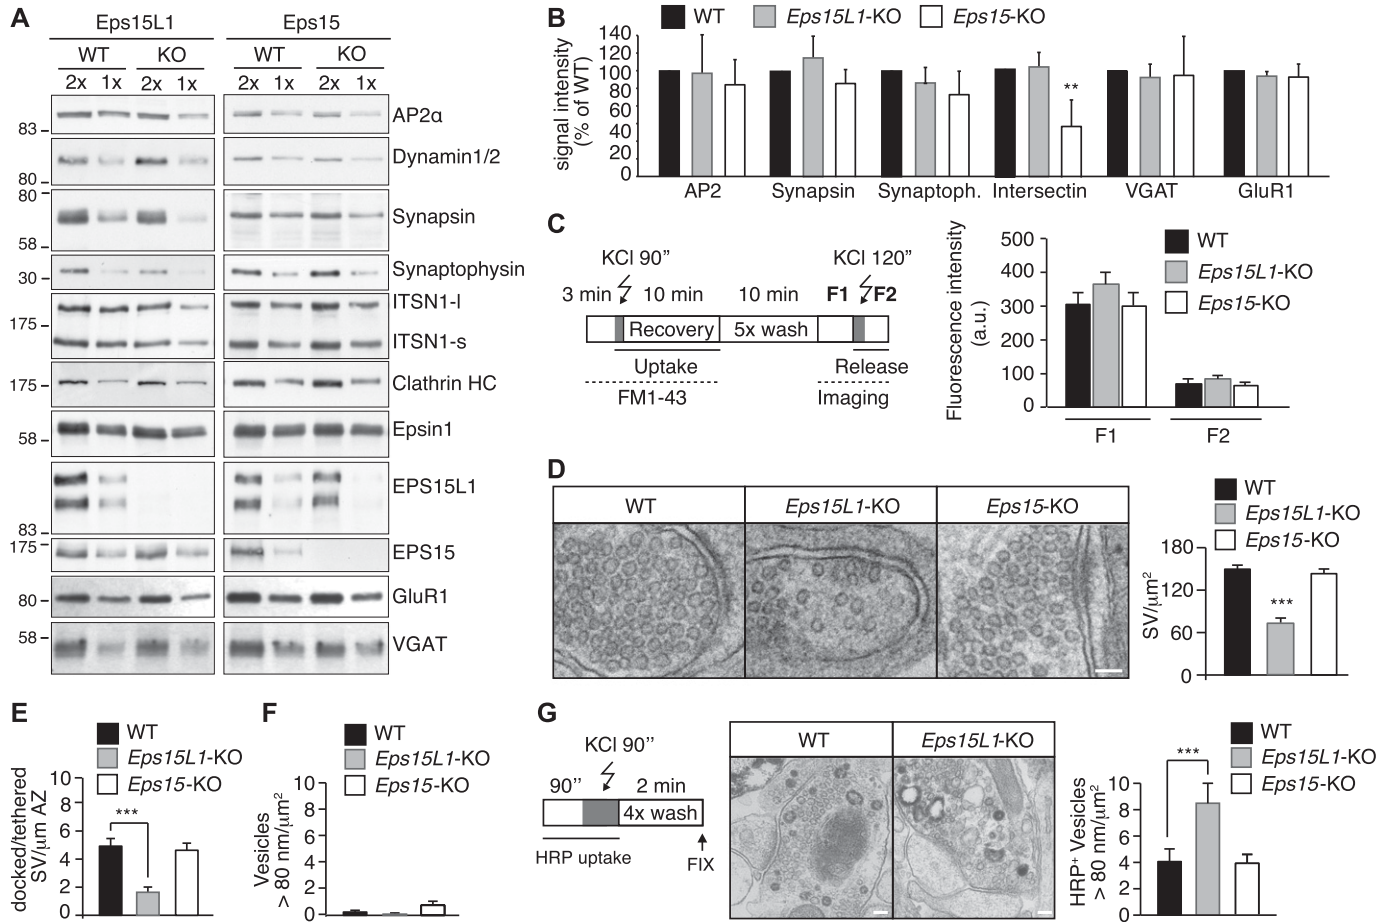 A
Eps15L1 Eps15
WT KO WT KO
2x 1x 2x 1x 2x 1x 2x 1x
AP2α
83
Dynamin1/2
80
80
Synapsin
58
Synaptophysin
30
ITSN1-l
175
ITSN1-s
Clathrin HC
175
Epsin1
58
EPS15L1
83
175
EPS15
GluR1
80
58
VGAT
B
WT Eps15L1-KO Eps15-KO
signal intensity
(% of WT)
140
120
100
80
60
40
20
0
**
AP2 Synapsin Synaptoph. Intersectin VGAT GluR1
C
KCl 90” KCl 120”
3 min 10 min 10 min F1 F2
Recovery 5x wash
Uptake Release
FM1-43 Imaging
Fluorescence intensity
(a.u.)
500
400
300
200
100
0
WT
Eps15L1-KO
Eps15-KO
F1 F2
D
WT Eps15L1-KO Eps15-KO
WT
Eps15L1-KO
Eps15-KO
SV/μm²
180
120
60
0
***
E
WT
Eps15L1-KO
Eps15-KO
docked/tethered
SV/μm AZ
10
8
6
4
2
0
***
F
WT
Eps15L1-KO
Eps15-KO
Vesicles
> 80 nm/μm²
10
8
6
4
2
0
G
KCl 90’’
90’’ 2 min
4x wash
HRP uptake FIX
WT Eps15L1-KO
HRP⁺ Vesicles
> 80 nm/μm²
10
8
6
4
2
0
***
WT
Eps15L1-KO
Eps15-KO